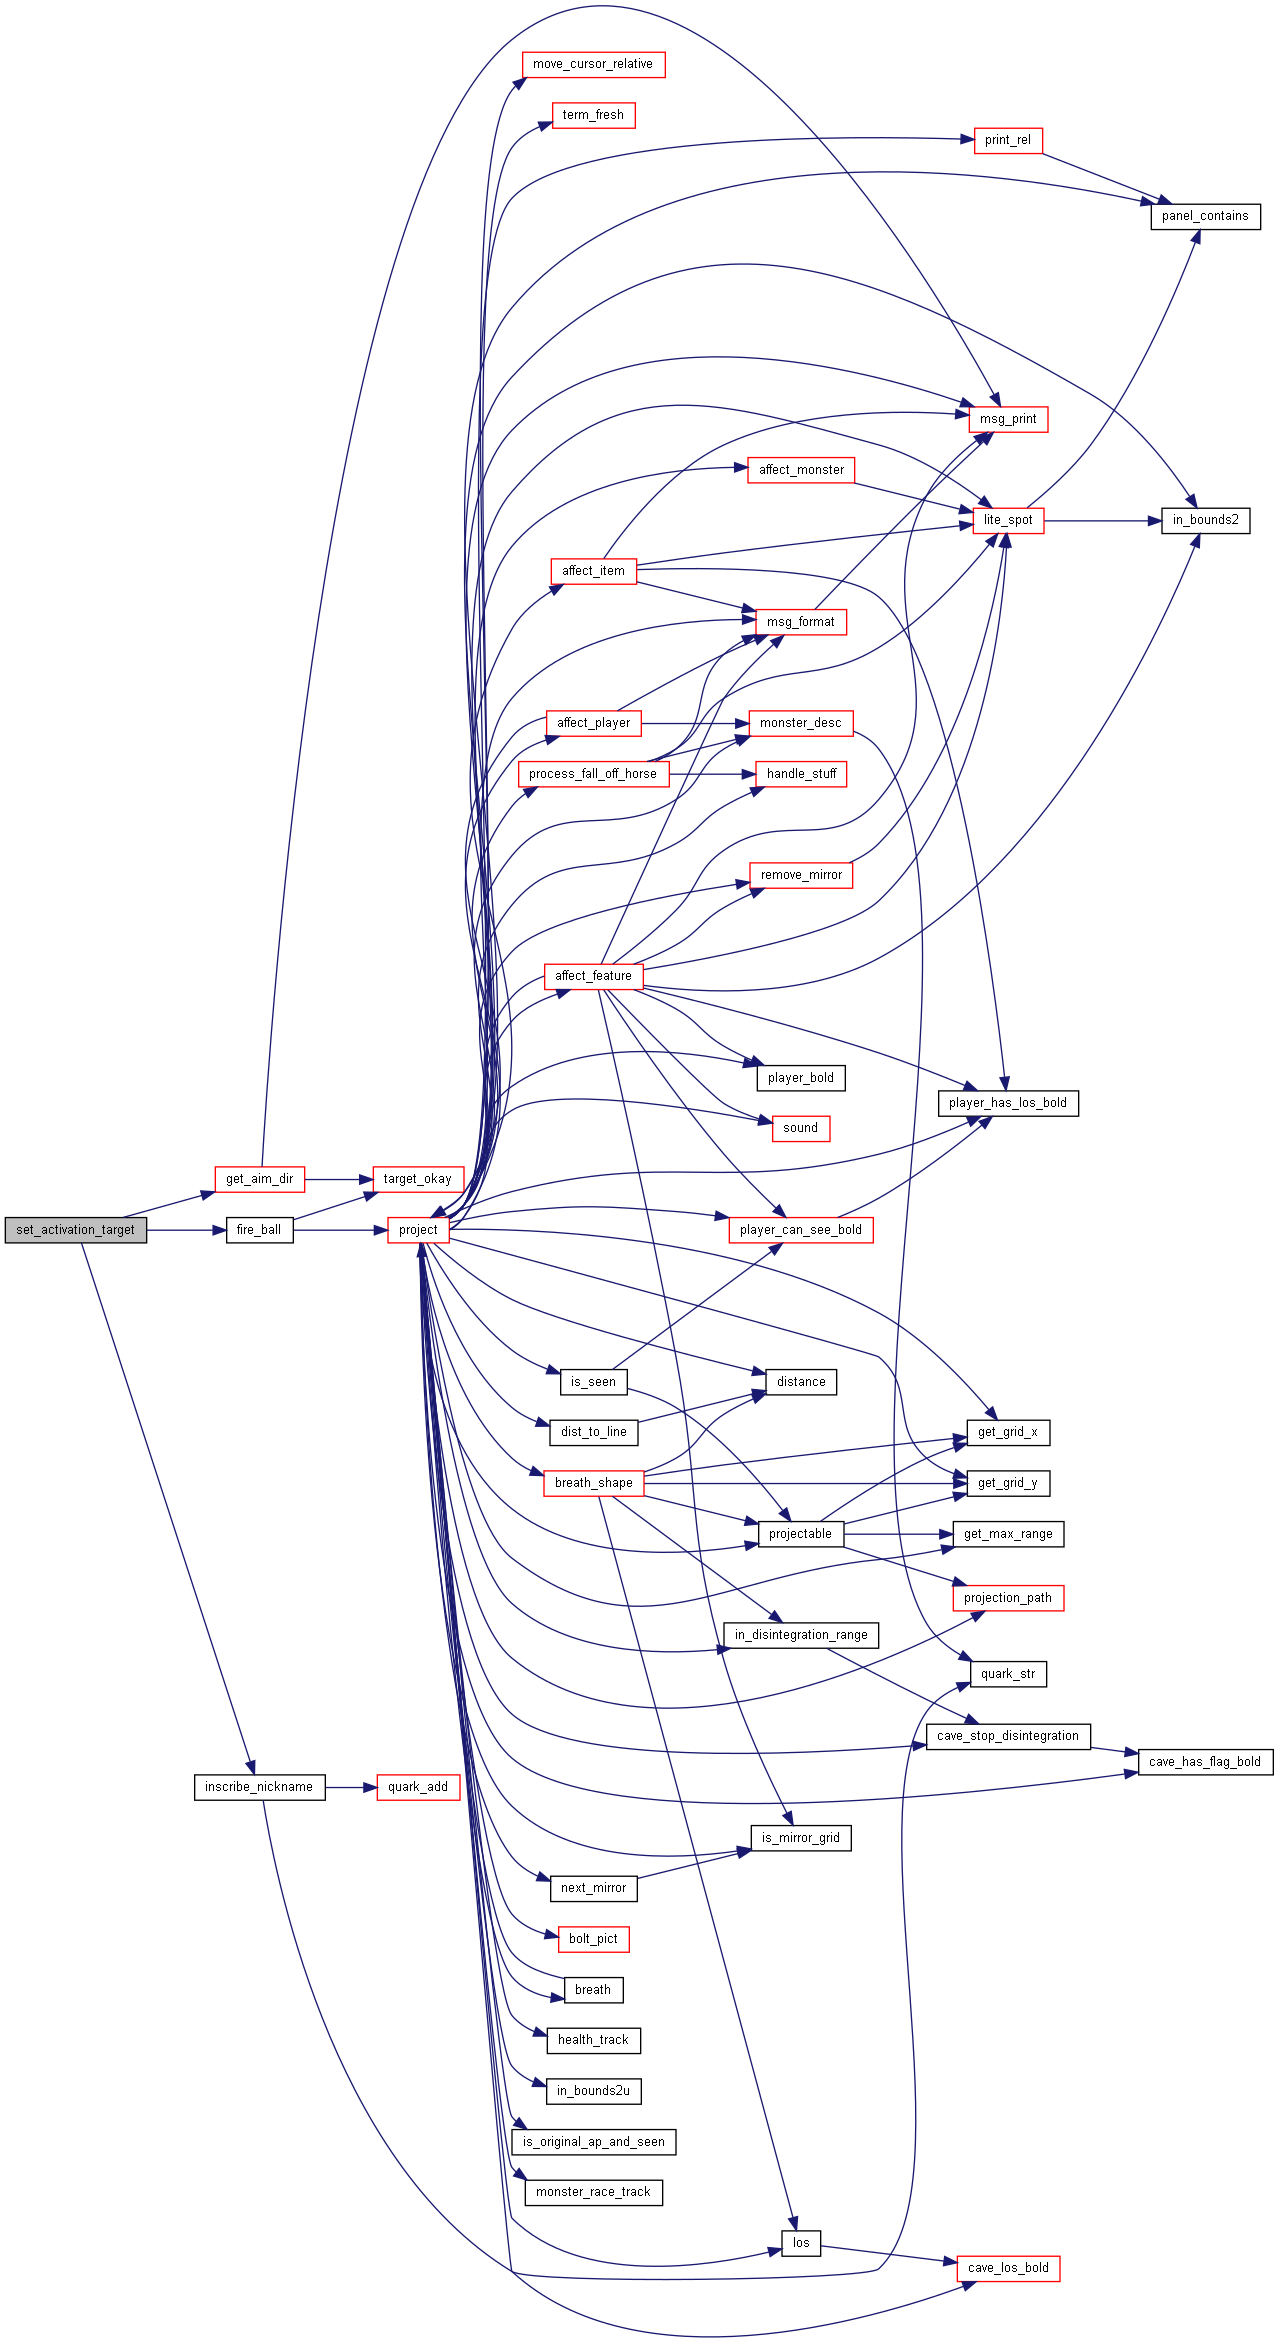 move_cursor_relative
term_fresh
print_rel
panel_contains
msg_print
affect_monster
lite_spot
in_bounds2
affect_item
msg_format
affect_player
monster_desc
process_fall_off_horse
handle_stuff
remove_mirror
affect_feature
player_bold
player_has_los_bold
sound
get_aim_dir
target_okay
set_activation_target
fire_ball
project
player_can_see_bold
is_seen
distance
dist_to_line
get_grid_x
breath_shape
get_grid_y
projectable
get_max_range
projection_path
in_disintegration_range
quark_str
cave_stop_disintegration
cave_has_flag_bold
inscribe_nickname
quark_add
is_mirror_grid
next_mirror
bolt_pict
breath
health_track
in_bounds2u
is_original_ap_and_seen
monster_race_track
los
cave_los_bold